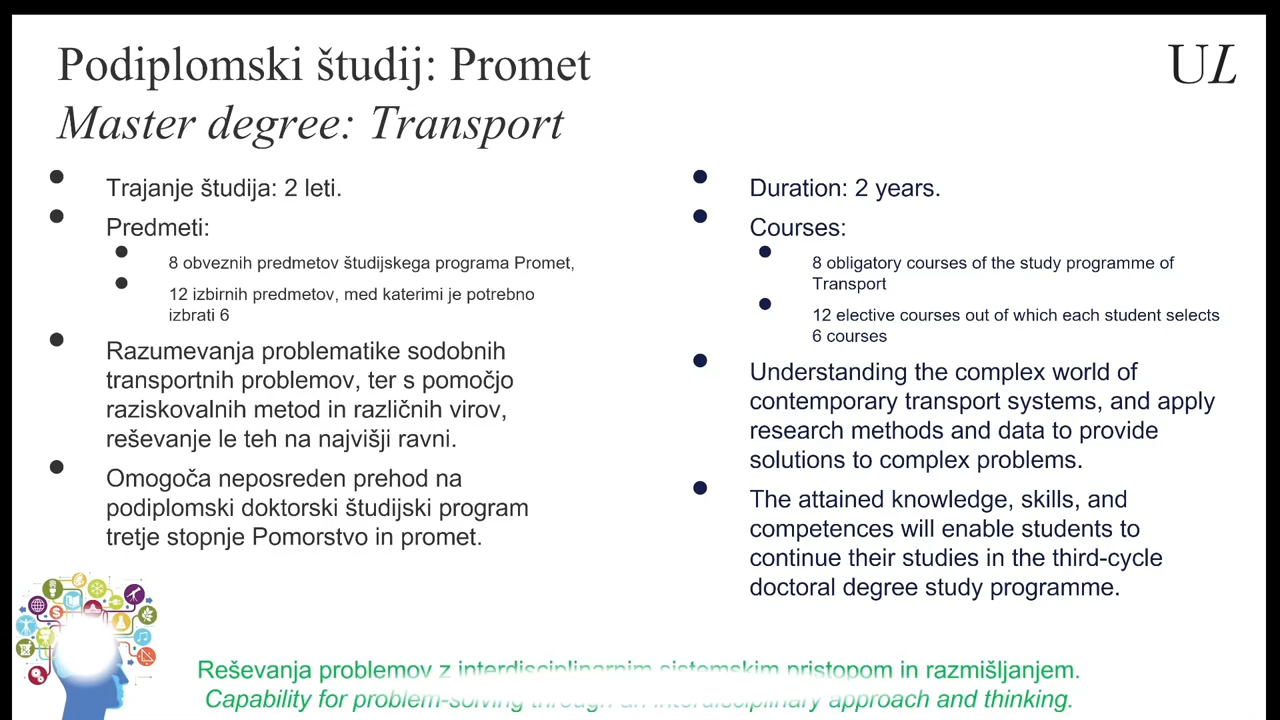 Podiplomski študij: Promet
Master degree: Transport
UL
Trajanje študija: 2 leti.
Predmeti:
8 obveznih predmetov študijskega programa Promet,
12 izbirnih predmetov, med katerimi je potrebno
izbrati 6
Razumevanja problematike sodobnih
transportnih problemov, ter s pomočjo
raziskovalnih metod in različnih virov,
reševanje le teh na najvišji ravni.
Omogoča neposreden prehod na
podiplomski doktorski študijski program
tretje stopnje Pomorstvo in promet.
Duration: 2 years.
Courses:
8 obligatory courses of the study programme of
Transport
12 elective courses out of which each student selects
6 courses
Understanding the complex world of
contemporary transport systems, and apply
research methods and data to provide
solutions to complex problems.
The attained knowledge, skills, and
competences will enable students to
continue their studies in the third-cycle
doctoral degree study programme.
Reševanja problemov z interdisciplinarnim sistemskim pristopom in razmišljanjem.
Capability for problem-solving through an interdisciplinary approach and thinking.